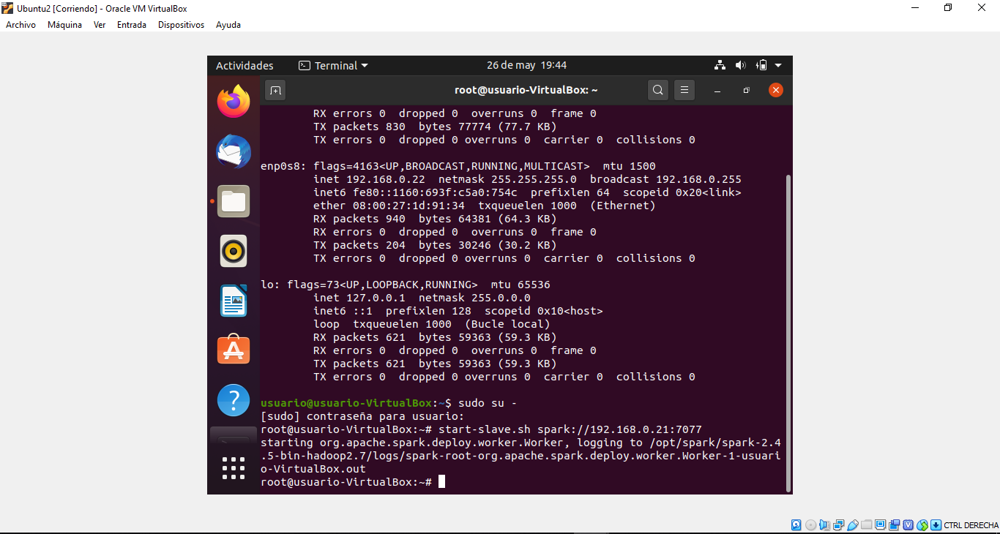 Ubuntu2 [Corriendo] - Oracle VM VirtualBox
Archivo Máquina Ver Entrada Dispositivos Ayuda
Actividades Terminal 26 de may 19:44
root@usuario-VirtualBox: ~
RX errors 0 dropped 0 overruns 0 frame 0
TX packets 830 bytes 77774 (77.7 KB)
TX errors 0 dropped 0 overruns 0 carrier 0 collisions 0
enp0s8: flags=4163<UP,BROADCAST,RUNNING,MULTICAST> mtu 1500
inet 192.168.0.22 netmask 255.255.255.0 broadcast 192.168.0.255
inet6 fe80::1160:693f:c5a0:754c prefixlen 64 scopeid 0x20<link>
ether 08:00:27:1d:91:34 txqueuelen 1000 (Ethernet)
RX packets 940 bytes 64381 (64.3 KB)
RX errors 0 dropped 0 overruns 0 frame 0
TX packets 204 bytes 30246 (30.2 KB)
TX errors 0 dropped 0 overruns 0 carrier 0 collisions 0
lo: flags=73<UP,LOOPBACK,RUNNING> mtu 65536
inet 127.0.0.1 netmask 255.0.0.0
inet6 ::1 prefixlen 128 scopeid 0x10<host>
loop txqueuelen 1000 (Bucle local)
RX packets 621 bytes 59363 (59.3 KB)
RX errors 0 dropped 0 overruns 0 frame 0
TX packets 621 bytes 59363 (59.3 KB)
TX errors 0 dropped 0 overruns 0 carrier 0 collisions 0
usuario@usuario-VirtualBox:~$ sudo su -
[sudo] contraseña para usuario:
root@usuario-VirtualBox:~# start-slave.sh spark://192.168.0.21:7077
starting org.apache.spark.deploy.worker.Worker, logging to /opt/spark/spark-2.4
.5-bin-hadoop2.7/logs/spark-root-org.apache.spark.deploy.worker.Worker-1-usuari
o-VirtualBox.out
root@usuario-VirtualBox:~#
CTRL DERECHA